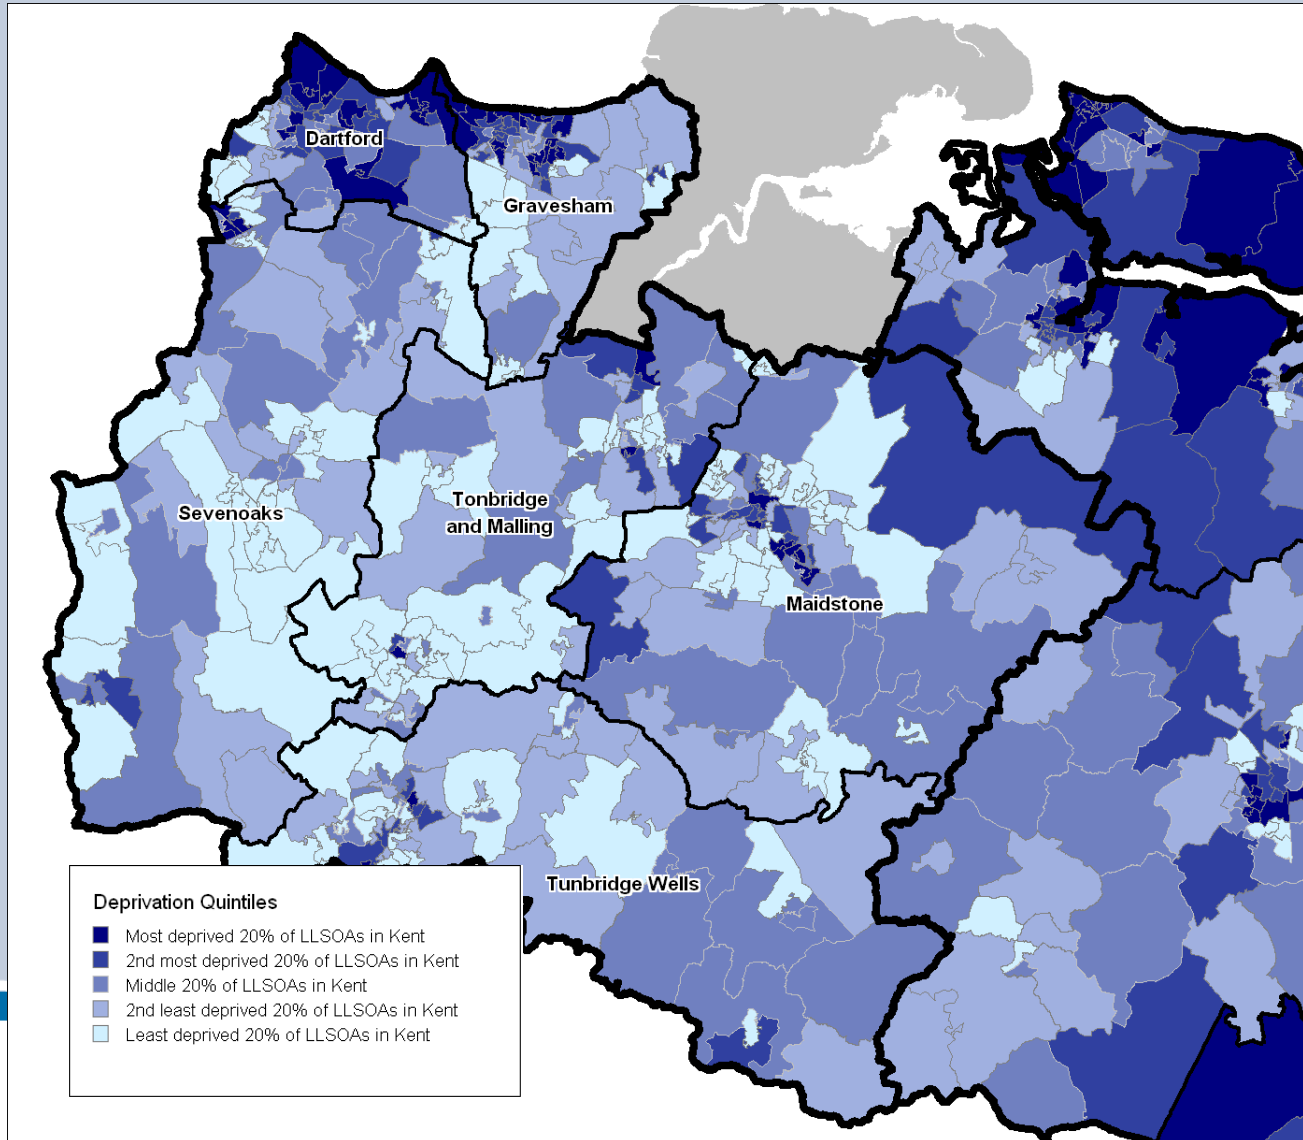 Dartford
Gravesham
Sevenoaks
Tonbridge
and Malling
Maidstone
Tunbridge Wells
Deprivation Quintiles
Most deprived 20% of LLSOAs in Kent
2nd most deprived 20% of LLSOAs in Kent
Middle 20% of LLSOAs in Kent
2nd least deprived 20% of LLSOAs in Kent
Least deprived 20% of LLSOAs in Kent